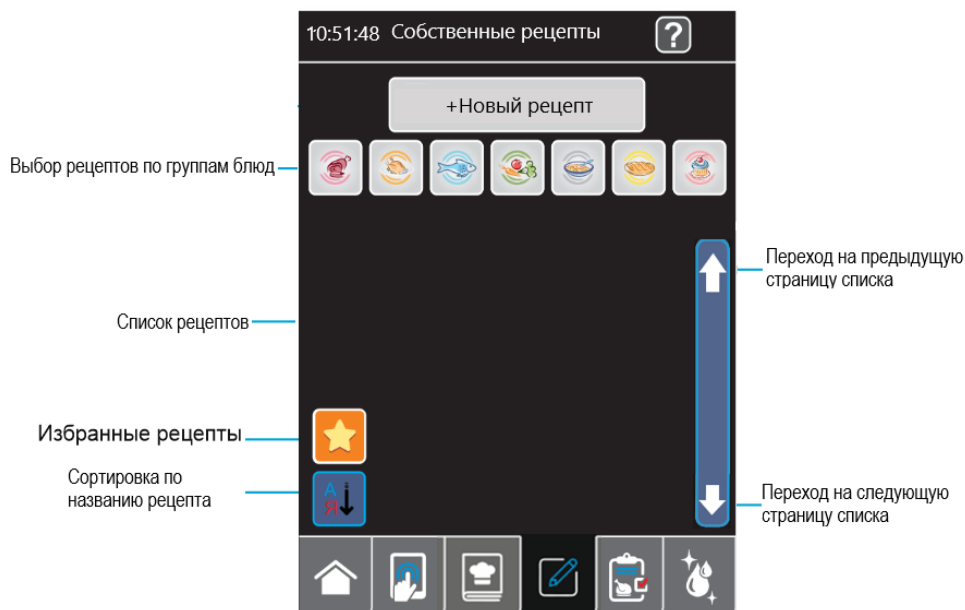 10:51:48 Собственные рецепты ?
+Новый рецепт
Выбор рецептов по группам блюд
Переход на предыдущую
страницу списка
Список рецептов
Избранные рецепты
Сортировка по
названию рецепта
А
Я
Переход на следующую
страницу списка